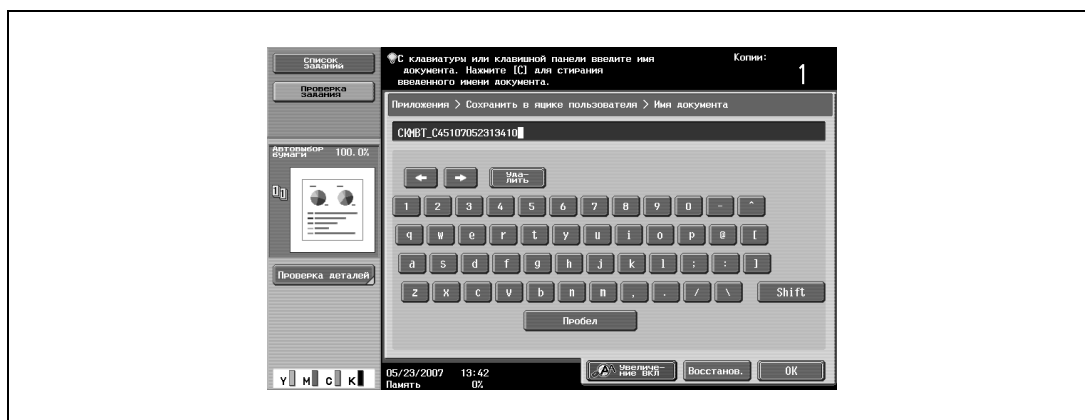 Список
заданий
Проверка
задания
Автовыбор
бумаги 100.0%
Проверка деталей
Y M C K
С клавиатуры или клавишной панели введите имя
документа. Нажмите [C] для стирания
введенного имени документа.
Копии:
1
Приложения > Сохранить в ящике пользователя > Имя документа
CKMBT_C45107052313410
← →
Уда-
лить
1 2 3 4 5 6 7 8 9 0 - ^
q w e r t y u i o p @ [
a s d f g h j k l ; : ]
z x c v b n m , . / \ Shift
Пробел
05/23/2007 13:42
Память 0%
Увеличе-
ние ВКЛ
Восстанов.
OK